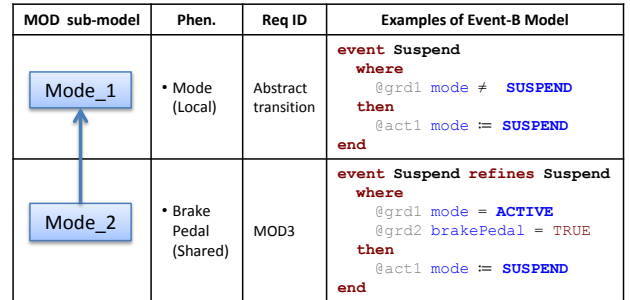 MOD sub-model Phen. Req ID Examples of Event-B Model
Mode_1
• Mode
(Local)
Abstract
transition
event Suspend
where
@grd1 mode ≠ SUSPEND
then
@act1 mode ≔ SUSPEND
end
Mode_2
• Brake
Pedal
(Shared)
MOD3
event Suspend refines Suspend
where
@grd1 mode = ACTIVE
@grd2 brakePedal = TRUE
then
@act1 mode ≔ SUSPEND
end